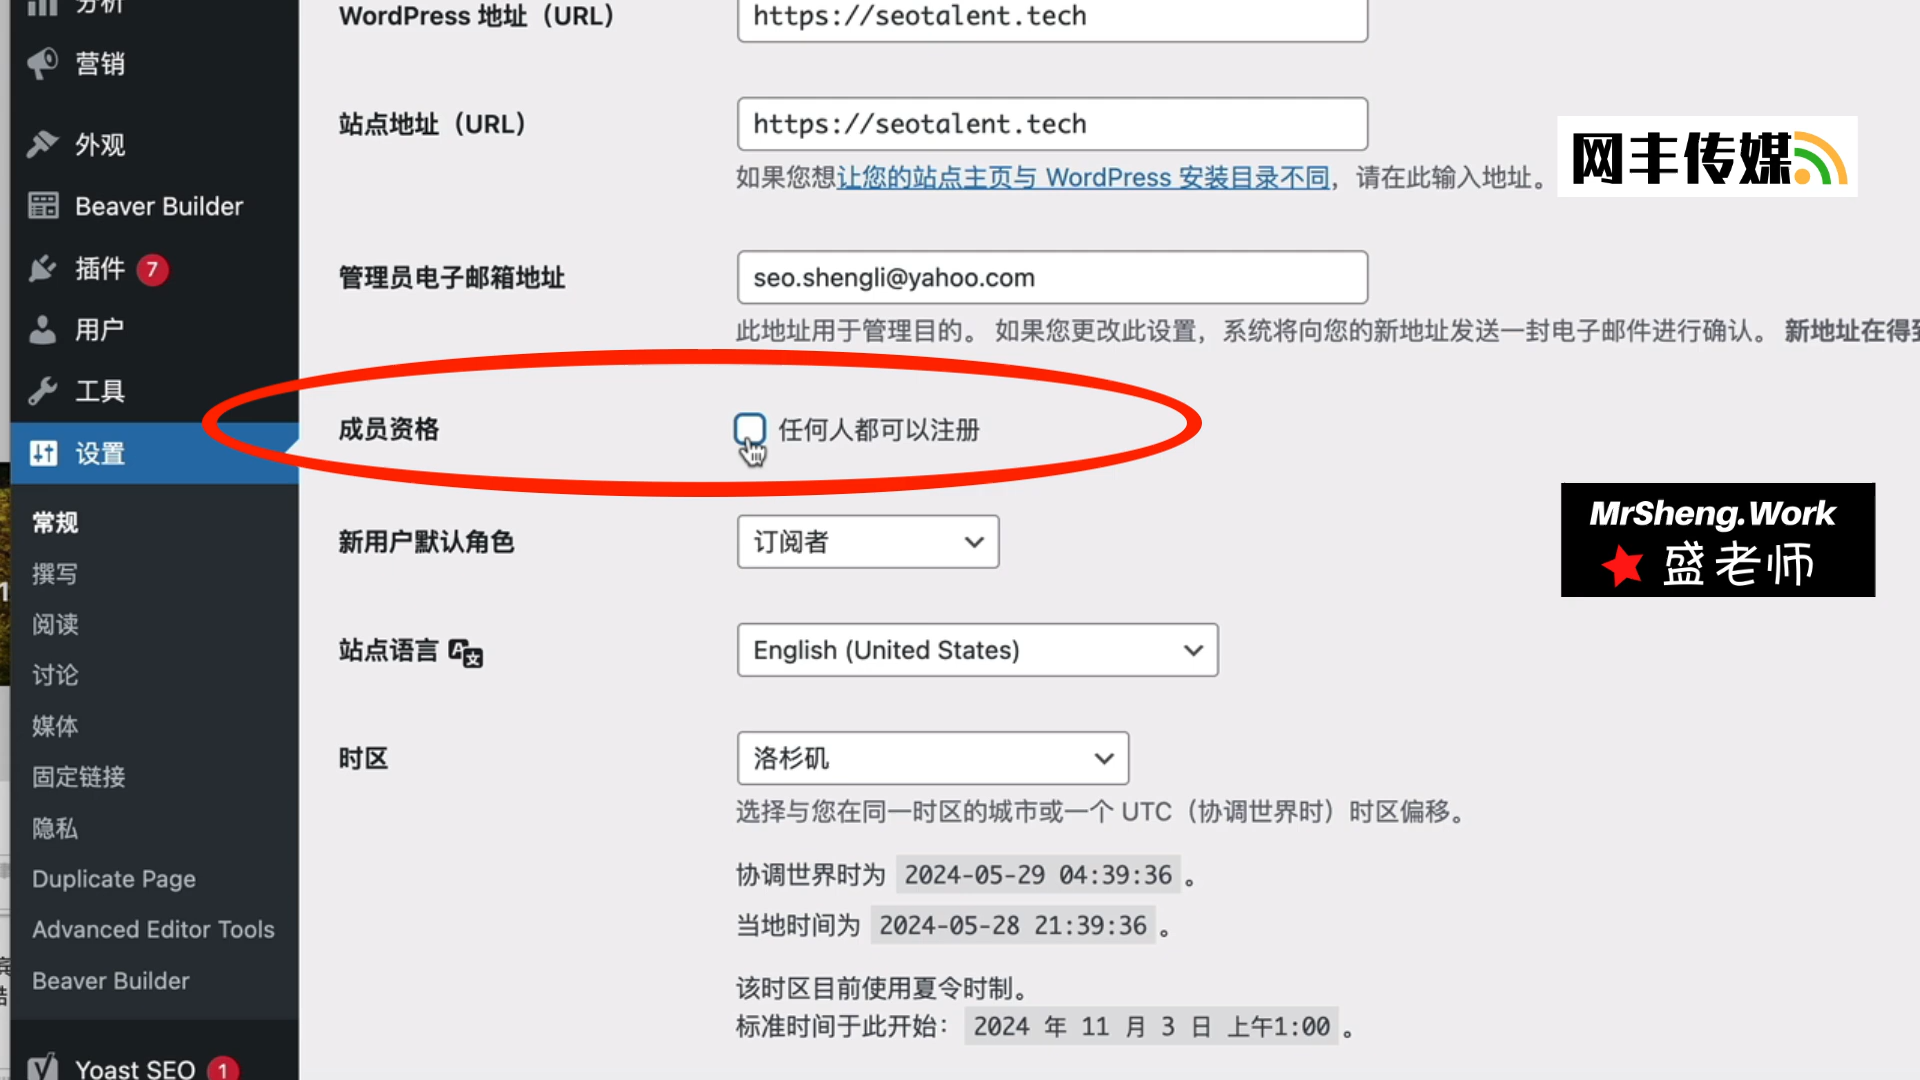 分析
营销
外观
Beaver Builder
插件 7
用户
工具
设置
常规
撰写
阅读
讨论
媒体
固定链接
隐私
Duplicate Page
Advanced Editor Tools
Beaver Builder
Yoast SEO 1
WordPress 地址（URL） https://seotalent.tech
站点地址（URL） https://seotalent.tech
如果您想让您的站点主页与 WordPress 安装目录不同，请在此输入地址。
管理员电子邮箱地址 seo.shengli@yahoo.com
此地址用于管理目的。 如果您更改此设置，系统将向您的新地址发送一封电子邮件进行确认。 新地址在得到
成员资格 任何人都可以注册
新用户默认角色 订阅者
站点语言 A文 English (United States)
时区 洛杉矶
选择与您在同一时区的城市或一个 UTC（协调世界时）时区偏移。
协调世界时为 2024-05-29 04:39:36 。
当地时间为 2024-05-28 21:39:36 。
该时区目前使用夏令时制。
标准时间于此开始： 2024 年 11 月 3 日 上午1:00 。
网丰传媒
MrSheng.Work
盛老师